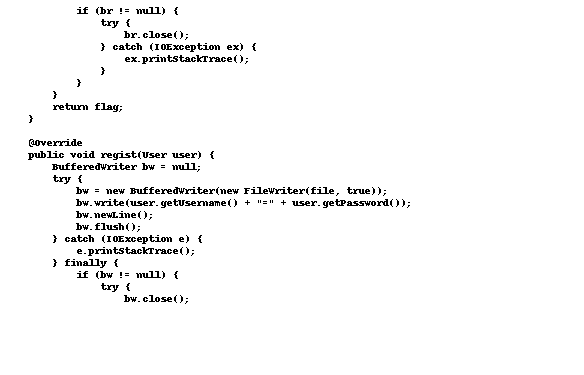 if (br != null) {
try {
br.close();
} catch (IOException ex) {
ex.printStackTrace();
}
}
}
return flag;
}
@Override
public void regist(User user) {
BufferedWriter bw = null;
try {
bw = new BufferedWriter(new FileWriter(file, true));
bw.write(user.getUsername() + "=" + user.getPassword());
bw.newLine();
bw.flush();
} catch (IOException e) {
e.printStackTrace();
} finally {
if (bw != null) {
try {
bw.close();